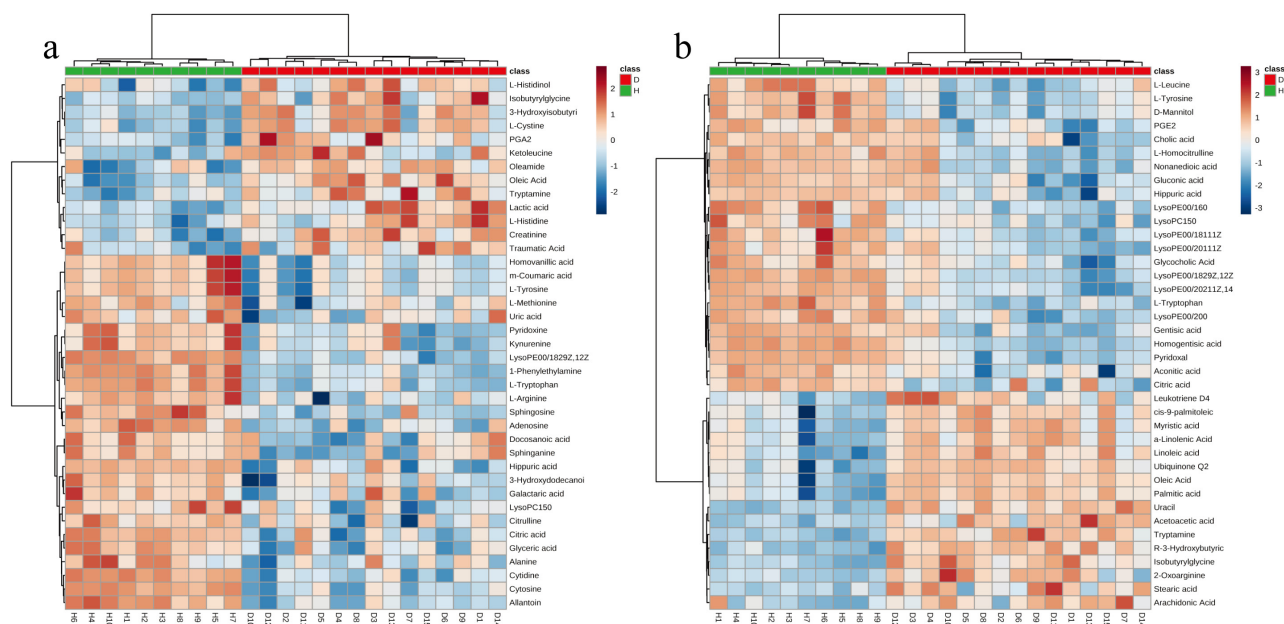 a
class
L-Histidinol
Isobutyrylglycine
3-Hydroxyisobutyri
L-Cystine
PGA2
Ketoleucine
Oleamide
Oleic Acid
Tryptamine
Lactic acid
L-Histidine
Creatinine
Traumatic Acid
Homovanillic acid
m-Coumaric acid
L-Tyrosine
L-Methionine
Uric acid
Pyridoxine
Kynurenine
LysoPE00/1829Z,12Z
1-Phenylethylamine
L-Tryptophan
L-Arginine
Sphingosine
Adenosine
Docosanoic acid
Sphinganine
Hippuric acid
3-Hydroxydodecanoi
Galactaric acid
LysoPC150
Citrulline
Citric acid
Glyceric acid
Alanine
Cytidine
Cytosine
Allantoin
H6 H4 H10 H1 H2 H3 H8 H9 H5 H7 D2 D5 D4 D8 D3 D7 D6 D9 D1
class
D
H
2
1
0
-1
-2
b
class
L-Leucine
L-Tyrosine
D-Mannitol
PGE2
Cholic acid
L-Homocitrulline
Nonanedioic acid
Gluconic acid
Hippuric acid
LysoPE00/160
LysoPC150
LysoPE00/18111Z
LysoPE00/20111Z
Glycocholic Acid
LysoPE00/1829Z,12Z
LysoPE00/20211Z,14
L-Tryptophan
LysoPE00/200
Gentisic acid
Homogentisic acid
Pyridoxal
Aconitic acid
Citric acid
Leukotriene D4
cis-9-palmitoleic
Myristic acid
a-Linolenic Acid
Linoleic acid
Ubiquinone Q2
Oleic Acid
Palmitic acid
Uracil
Acetoacetic acid
Tryptamine
R-3-Hydroxybutyric
Isobutyrylglycine
2-Oxoarginine
Stearic acid
Arachidonic Acid
H1 H4 H10 H2 H3 H7 H6 H5 H8 H9 D3 D4 D5 D2 D8 D6 D9 D1 D7
class
D
H
3
2
1
0
-1
-2
-3